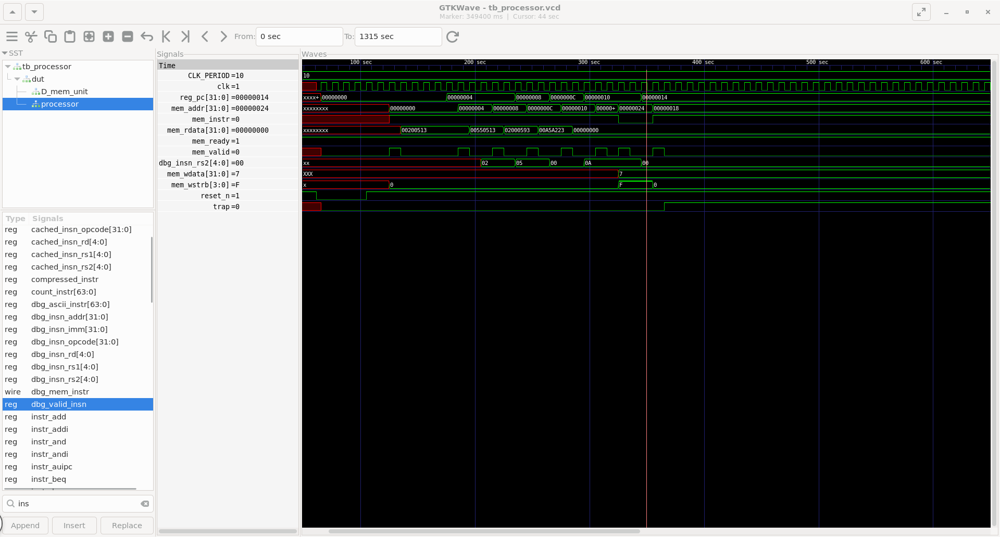 GTKWave - tb_processor.vcd
Marker: 349400 ms | Cursor: 44 sec
From: 0 sec To: 1315 sec
SST
tb_processor
dut
D_mem_unit
processor
Type Signals
reg cached_insn_opcode[31:0]
reg cached_insn_rd[4:0]
reg cached_insn_rs1[4:0]
reg cached_insn_rs2[4:0]
reg compressed_instr
reg count_instr[63:0]
reg dbg_ascii_instr[63:0]
reg dbg_insn_addr[31:0]
reg dbg_insn_imm[31:0]
reg dbg_insn_opcode[31:0]
reg dbg_insn_rd[4:0]
reg dbg_insn_rs1[4:0]
reg dbg_insn_rs2[4:0]
wire dbg_mem_instr
reg dbg_valid_insn
reg instr_add
reg instr_addi
reg instr_and
reg instr_andi
reg instr_auipc
reg instr_beq
ins
Append Insert Replace
Signals
Time
CLK_PERIOD =10
clk =1
reg_pc[31:0] =00000014
mem_addr[31:0] =00000024
mem_instr =0
mem_rdata[31:0] =00000000
mem_ready =1
mem_valid =0
dbg_insn_rs2[4:0] =00
mem_wdata[31:0] =7
mem_wstrb[3:0] =F
reset_n =1
trap =0
Waves
100 sec 200 sec 300 sec 400 sec 500 sec 600 sec
10
xxxx+ 00000000 00000004 00000008 0000000C 00000010 00000014
xxxxxxxx 00000000 00000004 00000008 0000000C 00000010 00000+ 00000024 00000018
xxxxxxxx 00200513 00550513 02000593 00A5A223 00000000
xx 02 05 00 0A 00
XXX 7
x 0 F 0